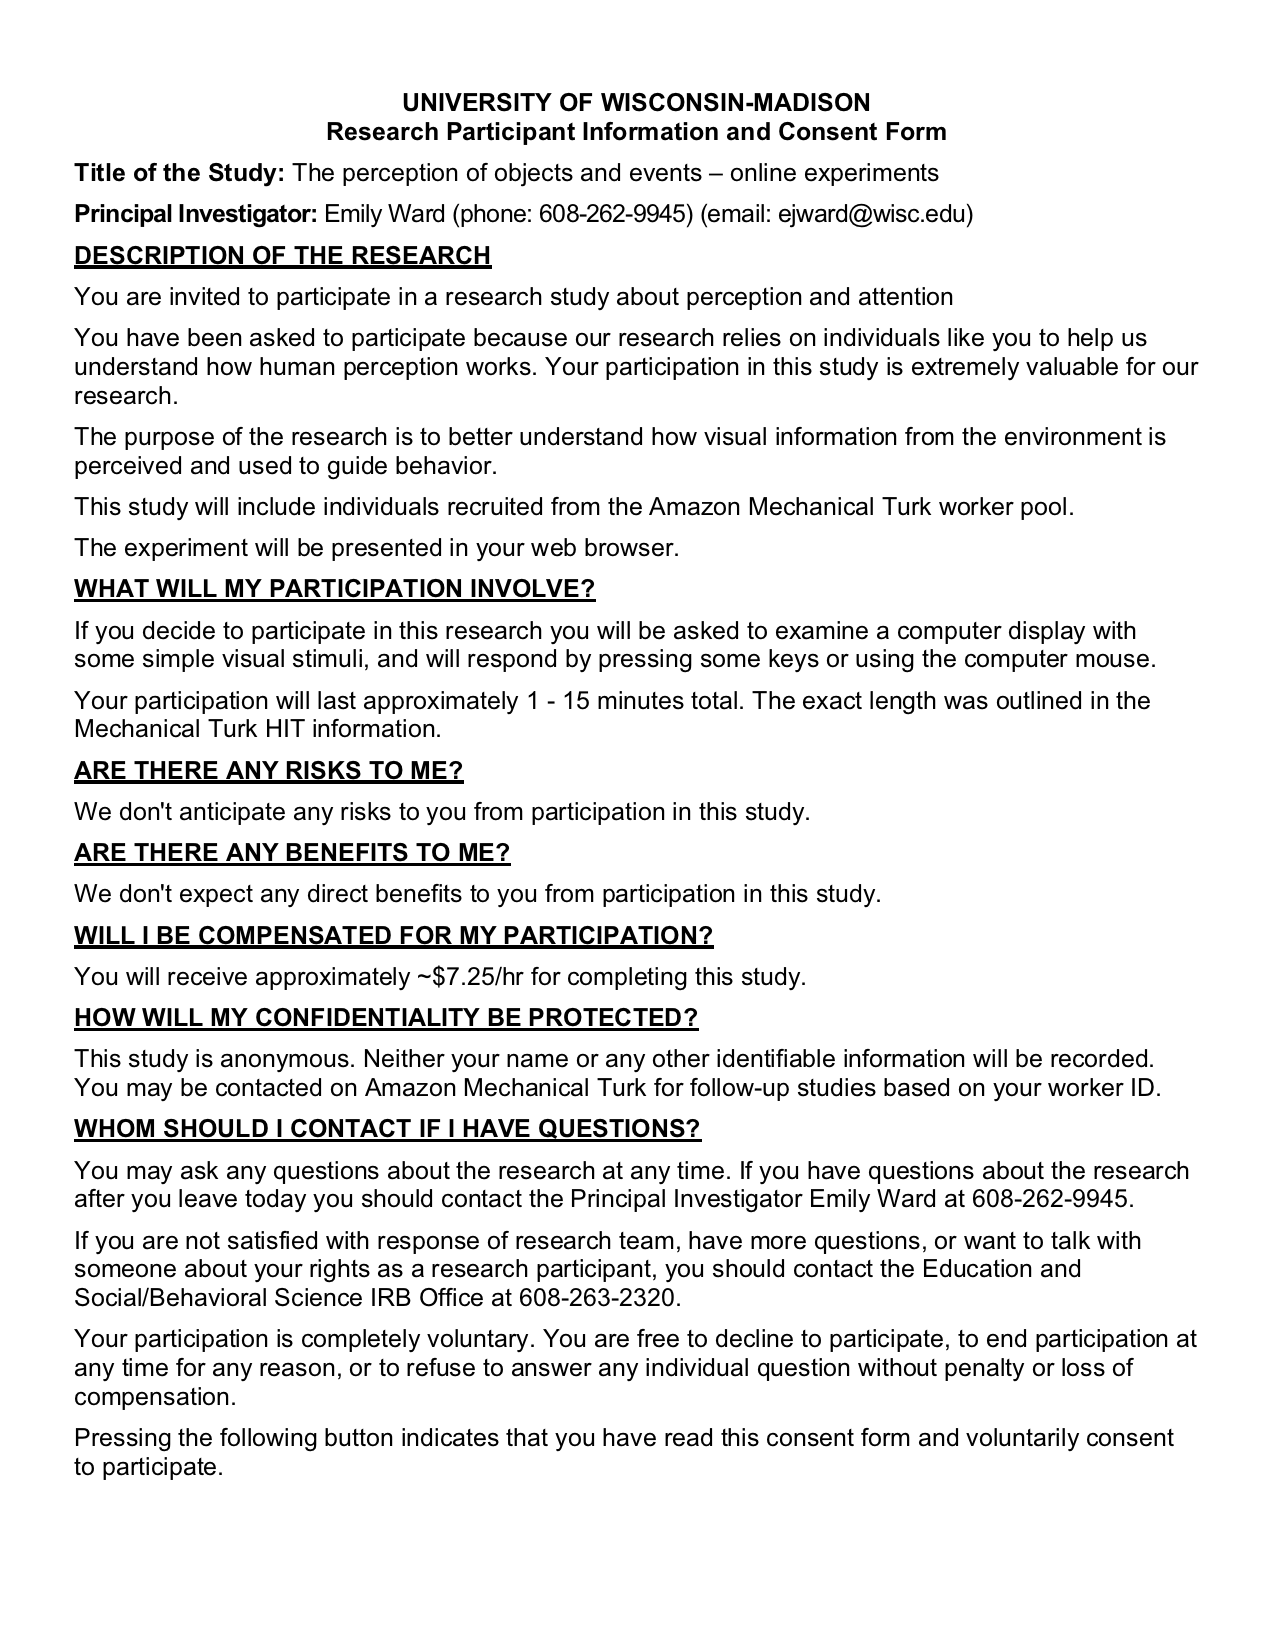 UNIVERSITY OF WISCONSIN-MADISON
Research Participant Information and Consent Form
Title of the Study: The perception of objects and events – online experiments
Principal Investigator: Emily Ward (phone: 608-262-9945) (email: ejward@wisc.edu)
DESCRIPTION OF THE RESEARCH
You are invited to participate in a research study about perception and attention
You have been asked to participate because our research relies on individuals like you to help us
understand how human perception works. Your participation in this study is extremely valuable for our
research.
The purpose of the research is to better understand how visual information from the environment is
perceived and used to guide behavior.
This study will include individuals recruited from the Amazon Mechanical Turk worker pool.
The experiment will be presented in your web browser.
WHAT WILL MY PARTICIPATION INVOLVE?
If you decide to participate in this research you will be asked to examine a computer display with
some simple visual stimuli, and will respond by pressing some keys or using the computer mouse.
Your participation will last approximately 1 - 15 minutes total. The exact length was outlined in the
Mechanical Turk HIT information.
ARE THERE ANY RISKS TO ME?
We don't anticipate any risks to you from participation in this study.
ARE THERE ANY BENEFITS TO ME?
We don't expect any direct benefits to you from participation in this study.
WILL I BE COMPENSATED FOR MY PARTICIPATION?
You will receive approximately ~$7.25/hr for completing this study.
HOW WILL MY CONFIDENTIALITY BE PROTECTED?
This study is anonymous. Neither your name or any other identifiable information will be recorded.
You may be contacted on Amazon Mechanical Turk for follow-up studies based on your worker ID.
WHOM SHOULD I CONTACT IF I HAVE QUESTIONS?
You may ask any questions about the research at any time. If you have questions about the research
after you leave today you should contact the Principal Investigator Emily Ward at 608-262-9945.
If you are not satisfied with response of research team, have more questions, or want to talk with
someone about your rights as a research participant, you should contact the Education and
Social/Behavioral Science IRB Office at 608-263-2320.
Your participation is completely voluntary. You are free to decline to participate, to end participation at
any time for any reason, or to refuse to answer any individual question without penalty or loss of
compensation.
Pressing the following button indicates that you have read this consent form and voluntarily consent
to participate.